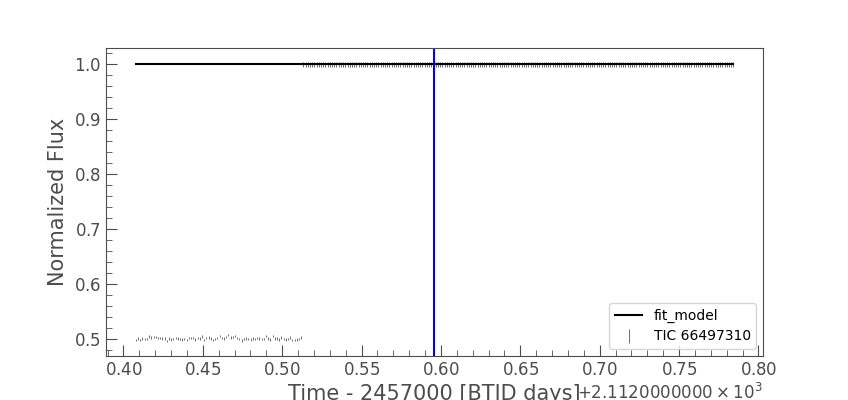 1.0
0.9
0.8
0.7
0.6
0.5
Normalized Flux
fit_model
TIC 66497310
0.40 0.45 0.50 0.55 0.60 0.65 0.70 0.75 0.80
Time - 2457000 [BTJD days]
+2.1120000000 × 10³